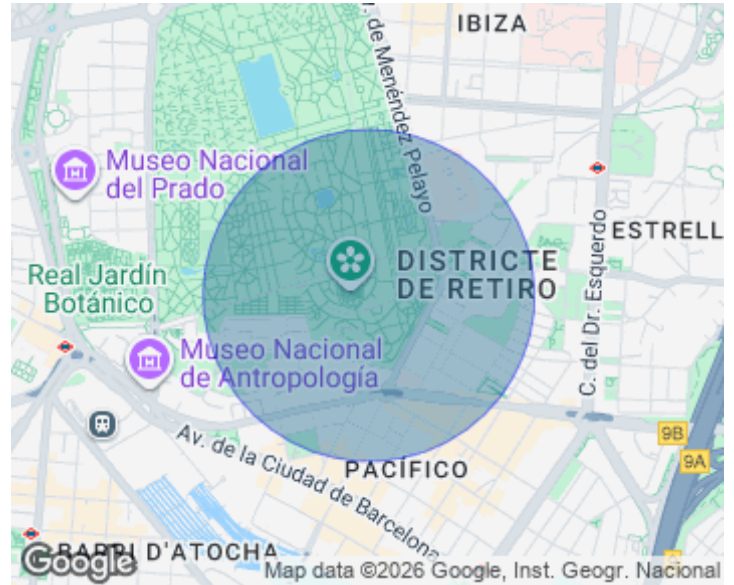 IBIZA
. de Menéndez Pelayo
Museo Nacional
del Prado
C. del Dr. Esquerdo
ESTRELL
DISTRICTE
DE RETIRO
Real Jardín
Botánico
Museo Nacional
de Antropología
9B
9A
Av. de la Ciudad de Barcelona
PACÍFICO
BARRI D'ATOCHA
Google
Map data ©2026 Google, Inst. Geogr. Nacional